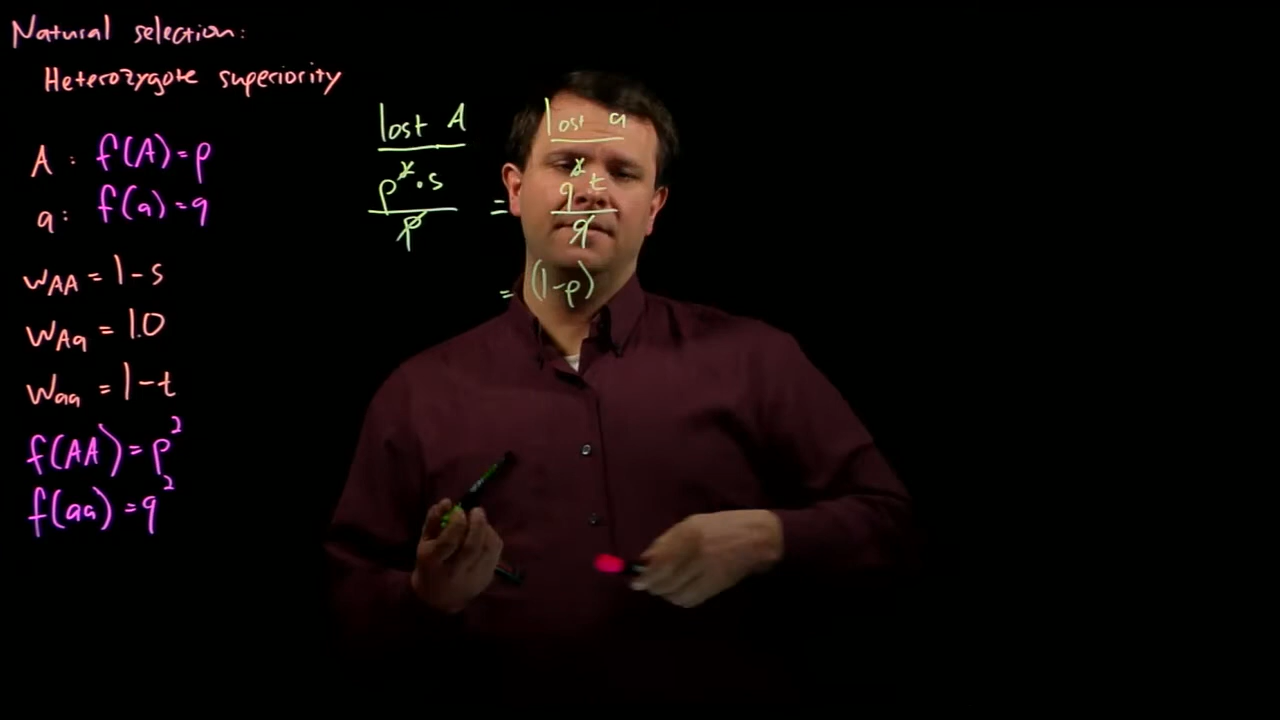 Natural selection:
Heterozygote superiority
A: f(A)=p
a: f(a)=q
wAA = 1-s
wAa = 1.0
waa = 1-t
f(AA)=p²
f(aa)=q²
lost A lost a
p²·s / p = q²t / q
= (1-p)